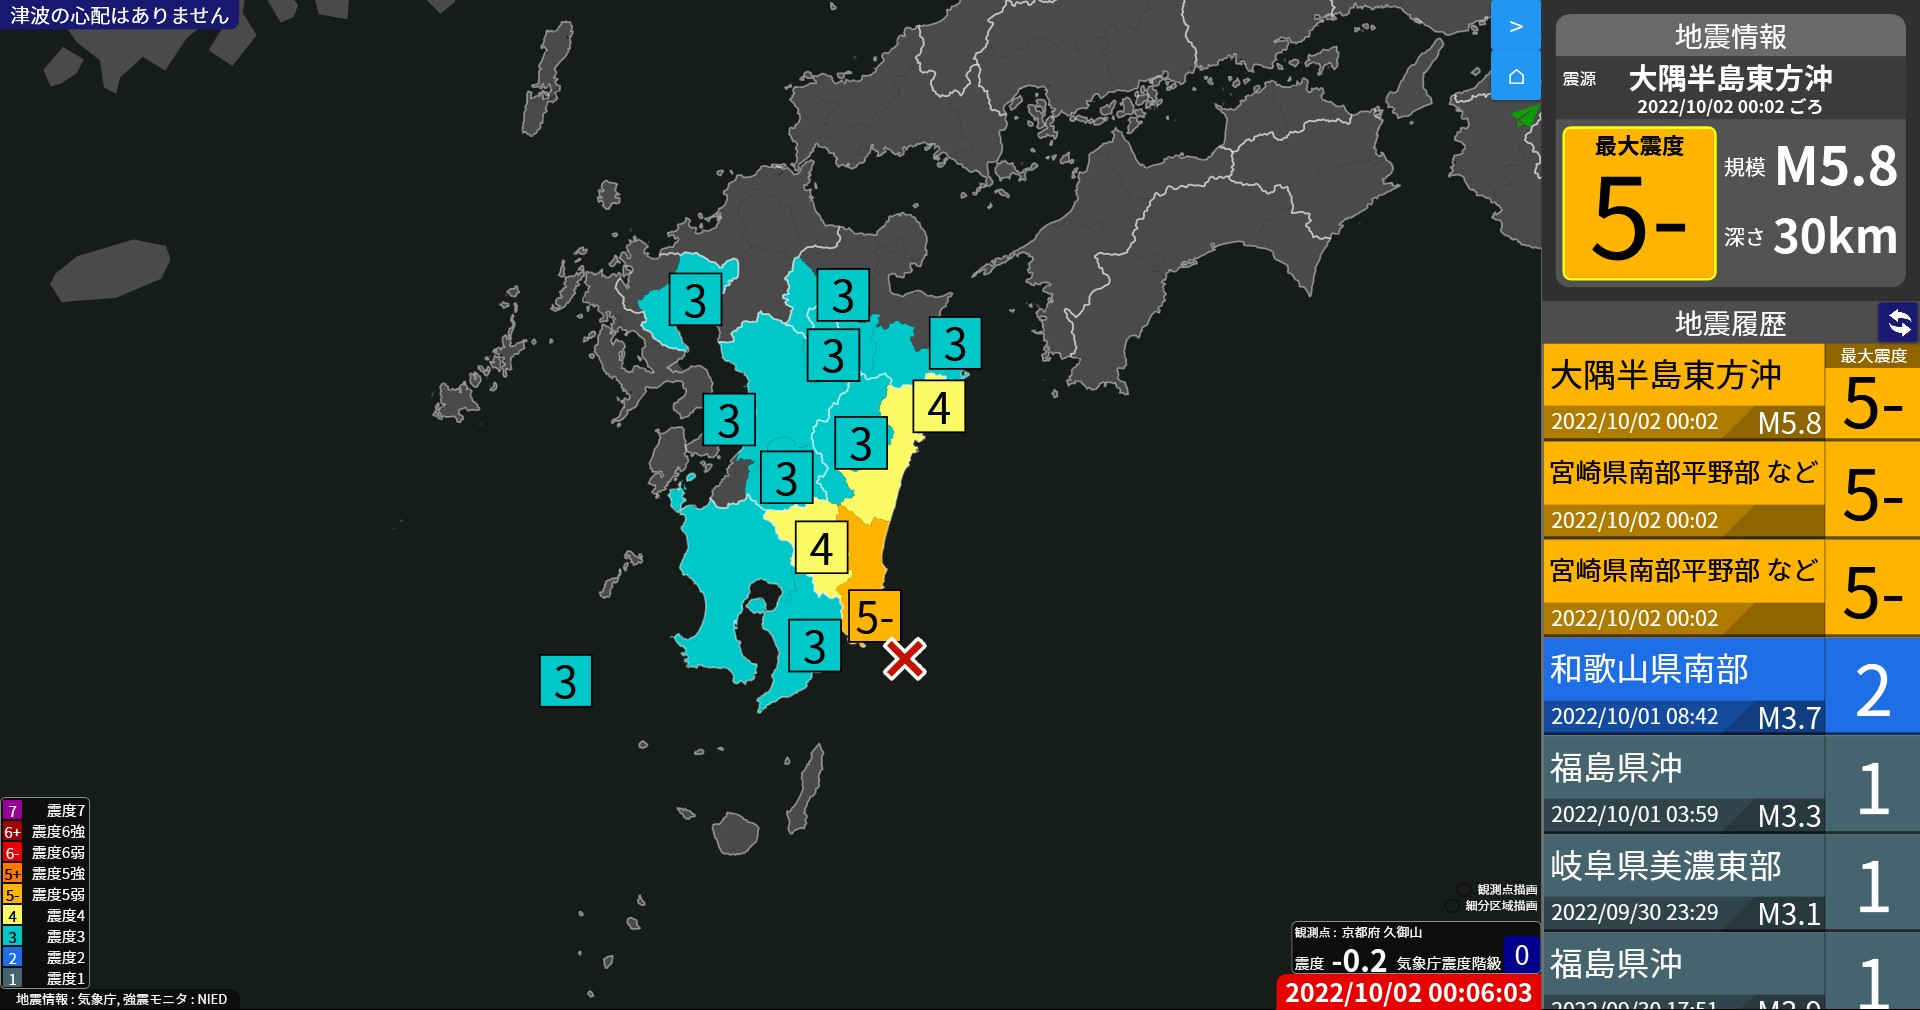 津波の心配はありません
>
地震情報
震源
大隅半島東方沖
2022/10/02 00:02 ごろ
最大震度
5-
規模 M5.8
深さ 30km
地震履歴
最大震度
大隅半島東方沖
2022/10/02 00:02
M5.8
5-
宮崎県南部平野部 など
2022/10/02 00:02
5-
宮崎県南部平野部 など
2022/10/02 00:02
5-
和歌山県南部
2022/10/01 08:42
M3.7
2
福島県沖
2022/10/01 03:59
M3.3
1
岐阜県美濃東部
2022/09/30 23:29
M3.1
1
福島県沖
2022/09/30 17:51
1
3
3
3
3
4
3
3
3
4
5-
3
3
7 震度7
6+ 震度6強
6- 震度6弱
5+ 震度5強
5- 震度5弱
4 震度4
3 震度3
2 震度2
1 震度1
地震情報 : 気象庁, 強震モニタ : NIED
観測点描画
細分区域描画
観測点 : 京都府 久御山
震度 -0.2 気象庁震度階級 0
2022/10/02 00:06:03